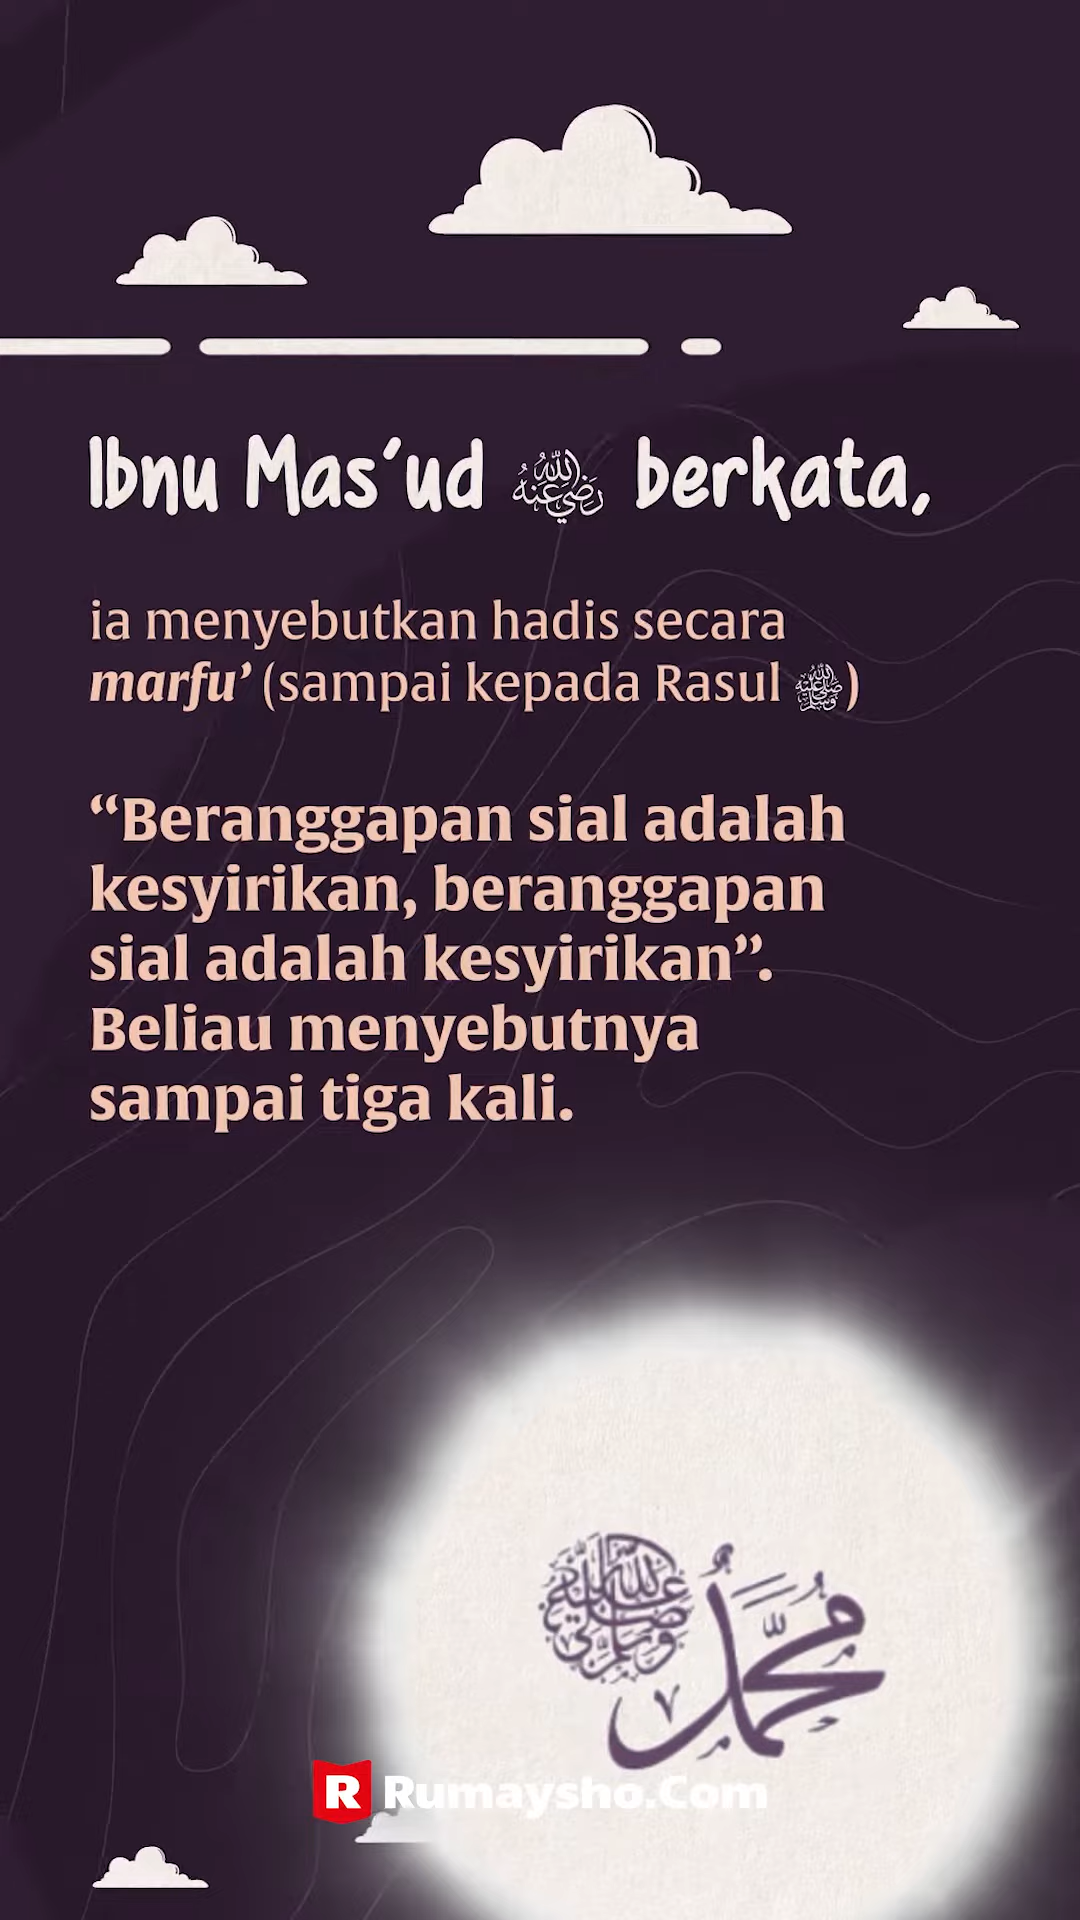 Ibnu Mas'ud رضي الله عنه berkata,
ia menyebutkan hadis secara
marfu’ (sampai kepada Rasul ﷺ)
“Beranggapan sial adalah
kesyirikan, beranggapan
sial adalah kesyirikan”.
Beliau menyebutnya
sampai tiga kali.
مُحَمَّد ﷺ
R Rumaysho.Com